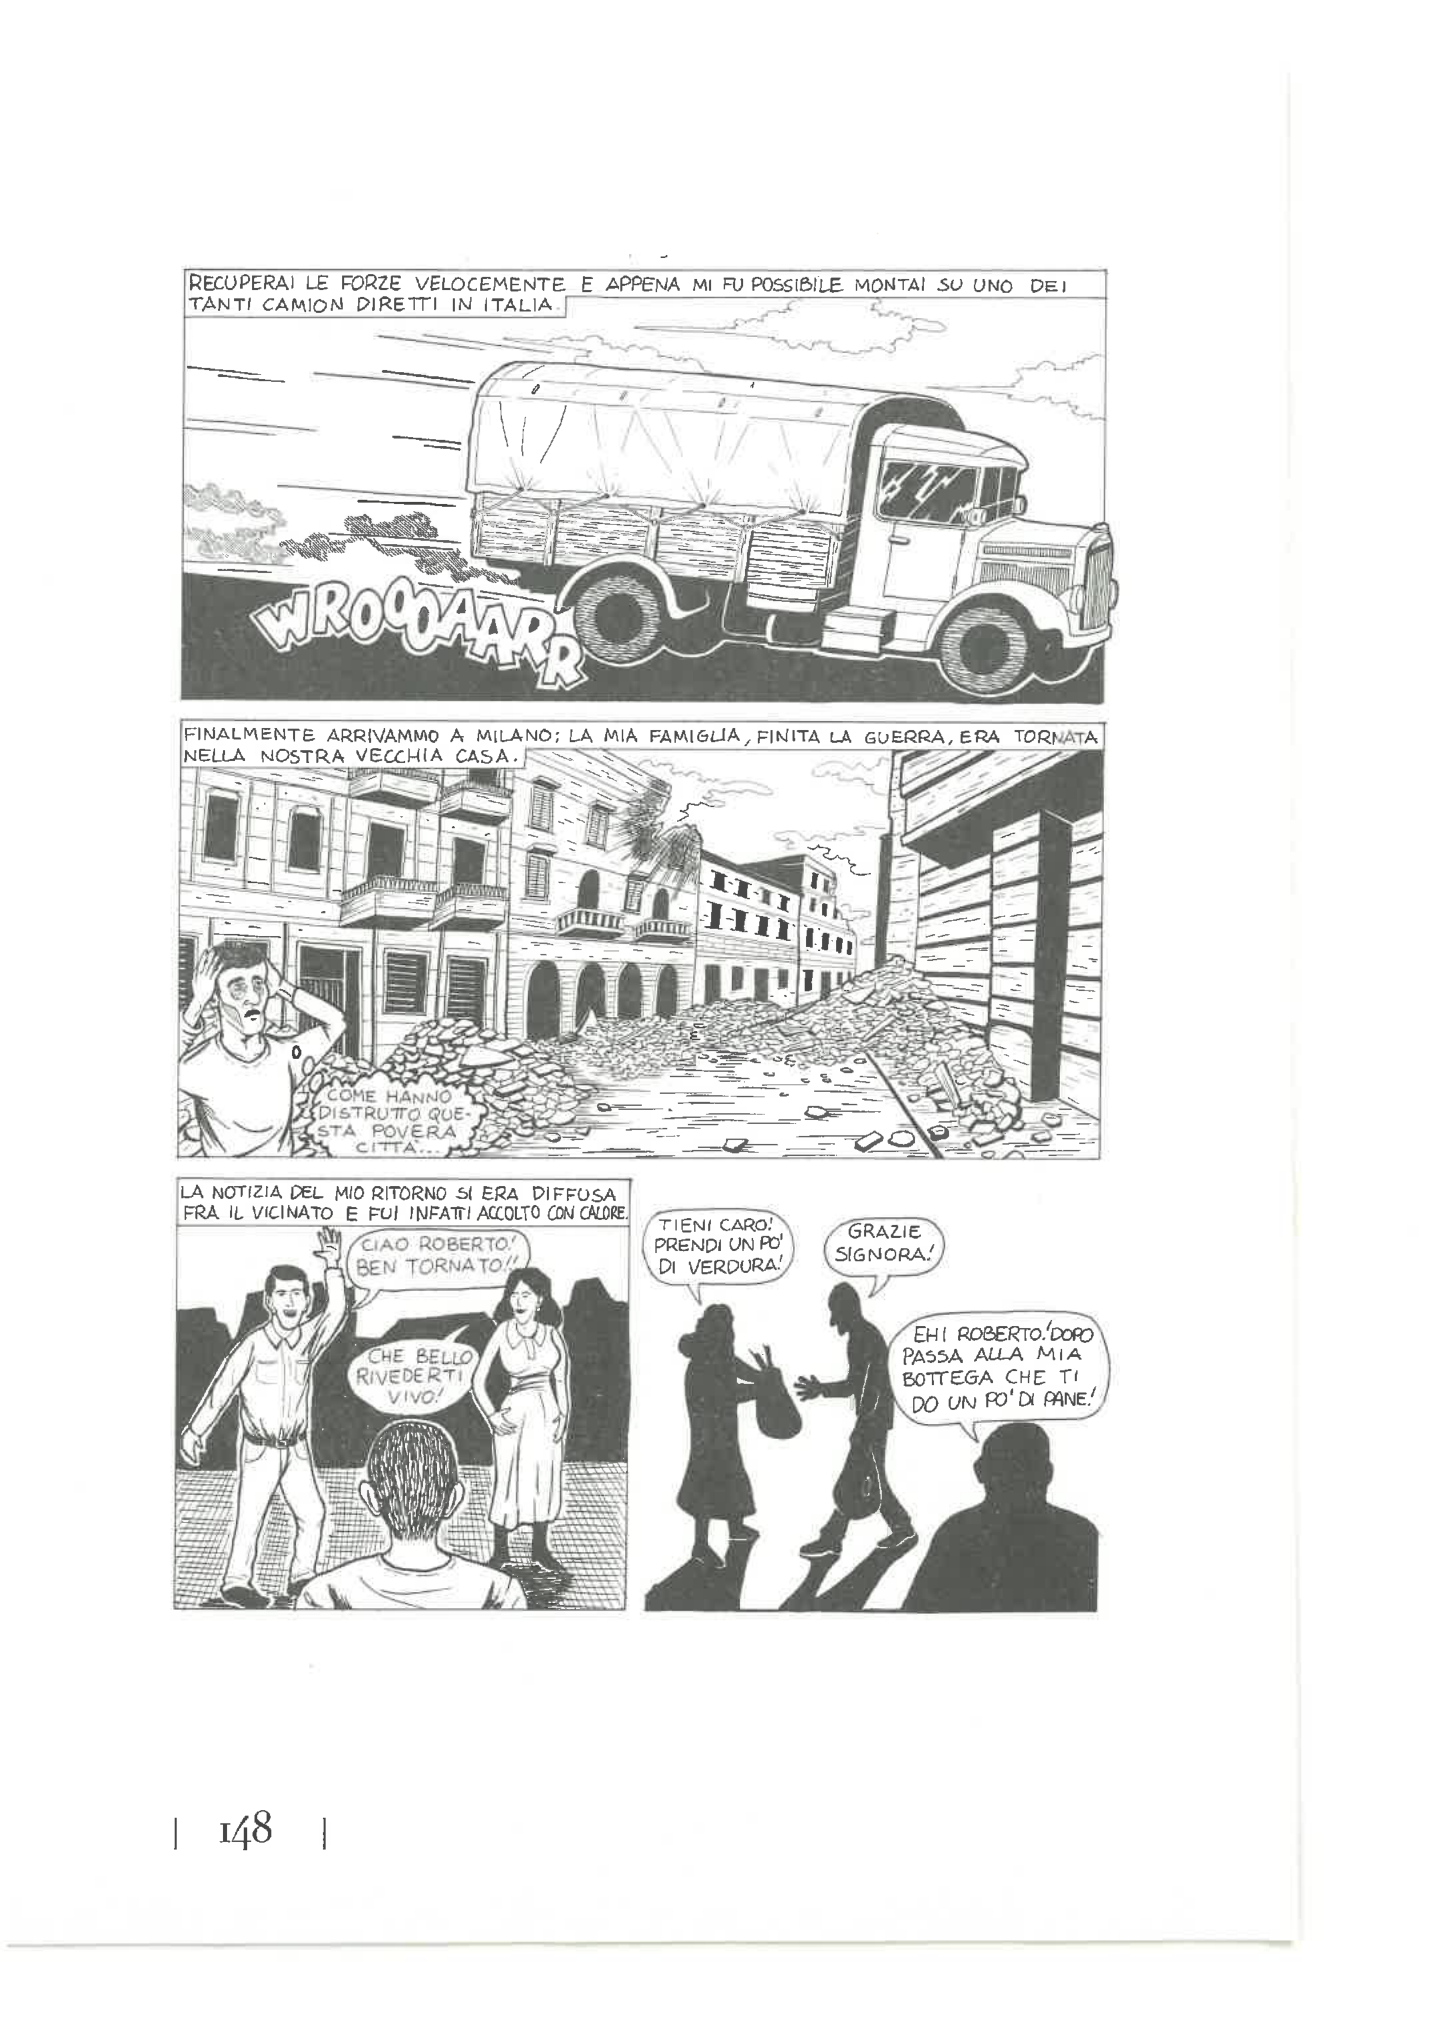 RECUPERAI LE FORZE VELOCEMENTE E APPENA MI FU POSSIBILE MONTAI SU UNO DEI
TANTI CAMION DIRETTI IN ITALIA.
WROOOAARR
FINALMENTE ARRIVAMMO A MILANO; LA MIA FAMIGLIA, FINITA LA GUERRA, ERA TORNATA
NELLA NOSTRA VECCHIA CASA.
COME HANNO
DISTRUTTO QUE-
STA POVERA
CITTA'...
LA NOTIZIA DEL MIO RITORNO SI ERA DIFFUSA
FRA IL VICINATO E FUI INFATTI ACCOLTO CON CALORE.
CIAO ROBERTO!
BEN TORNATO!!
CHE BELLO
RIVEDERTI
VIVO!
TIENI CARO!
PRENDI UN PO'
DI VERDURA!
GRAZIE
SIGNORA!
EHI ROBERTO! DOPO
PASSA ALLA MIA
BOTTEGA CHE TI
DO UN PO' DI PANE!
| 148 |